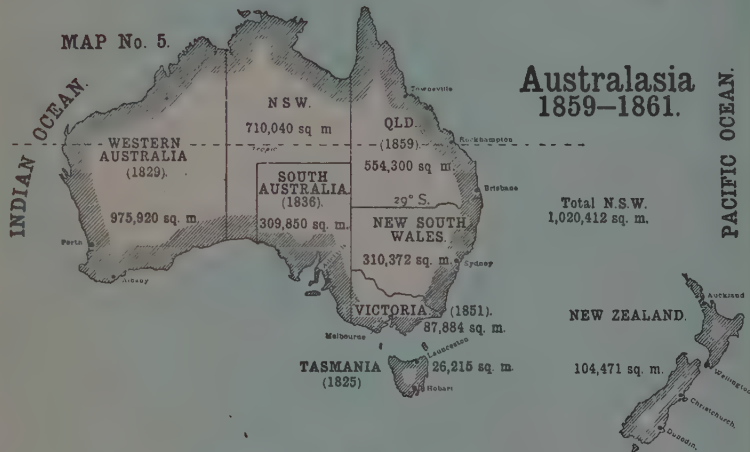 MAP No. 5.
Australasia
1859–1861.
INDIAN OCEAN.
PACIFIC OCEAN.
N S W.
710,040 sq m
Tropic
QLD.
(1859)
554,300 sq m.
29° S.
WESTERN
AUSTRALIA
(1829).
975,920 sq. m.
SOUTH
AUSTRALIA
(1836).
309,850 sq. m.
NEW SOUTH
WALES.
310,372 sq. m.
VICTORIA. (1851).
87,884 sq. m.
TASMANIA
(1825)
26,215 sq. m.
Total N.S.W.
1,020,412 sq. m.
NEW ZEALAND.
104,471 sq. m.
Townsville
Rockhampton
Brisbane
Sydney
Melbourne
Launceston
Hobart
Perth
Albany
Auckland
Wellington
Christchurch.
Dunedin.